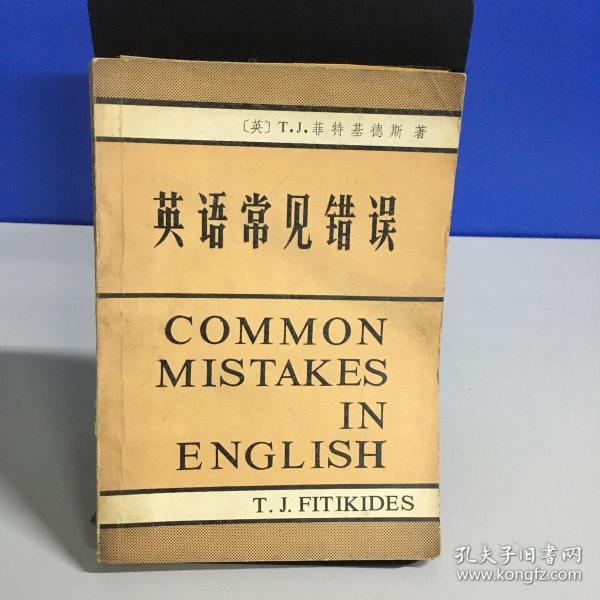 〔英〕T.J.菲特基德斯 著
英语常见错误
COMMON
MISTAKES
IN
ENGLISH
T. J. FITIKIDES
孔夫子旧书网
www.kongfz.com